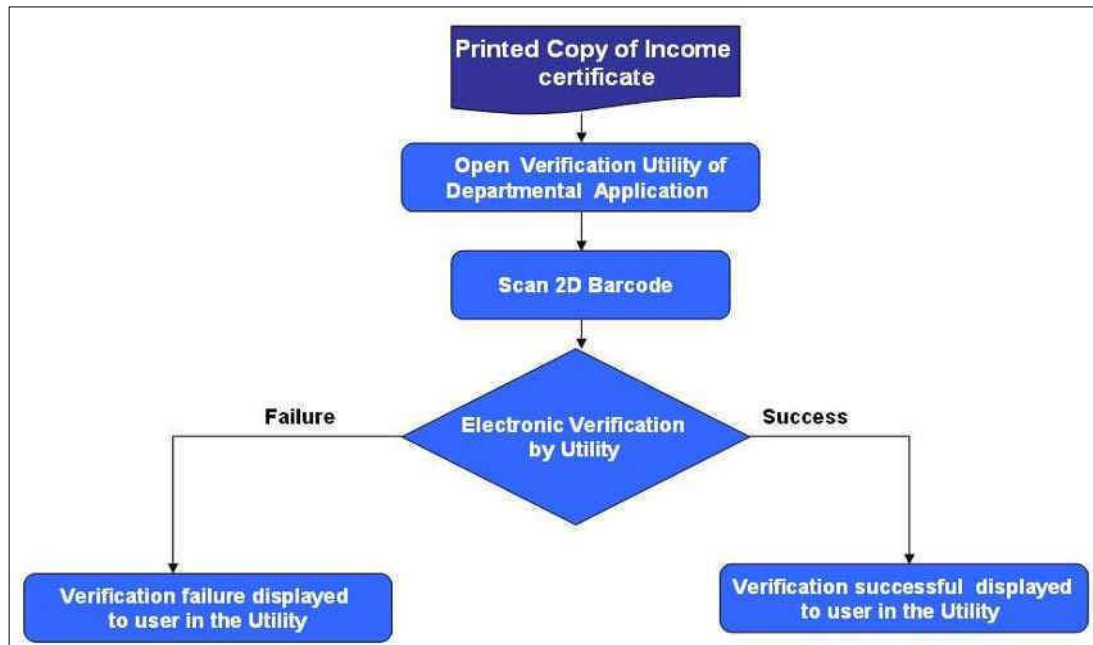 Printed Copy of Income
certificate
Open Verification Utility of
Departmental Application
Scan 2D Barcode
Failure
Success
Electronic Verification
by Utility
Verification failure displayed
to user in the Utility
Verification successful displayed
to user in the Utility